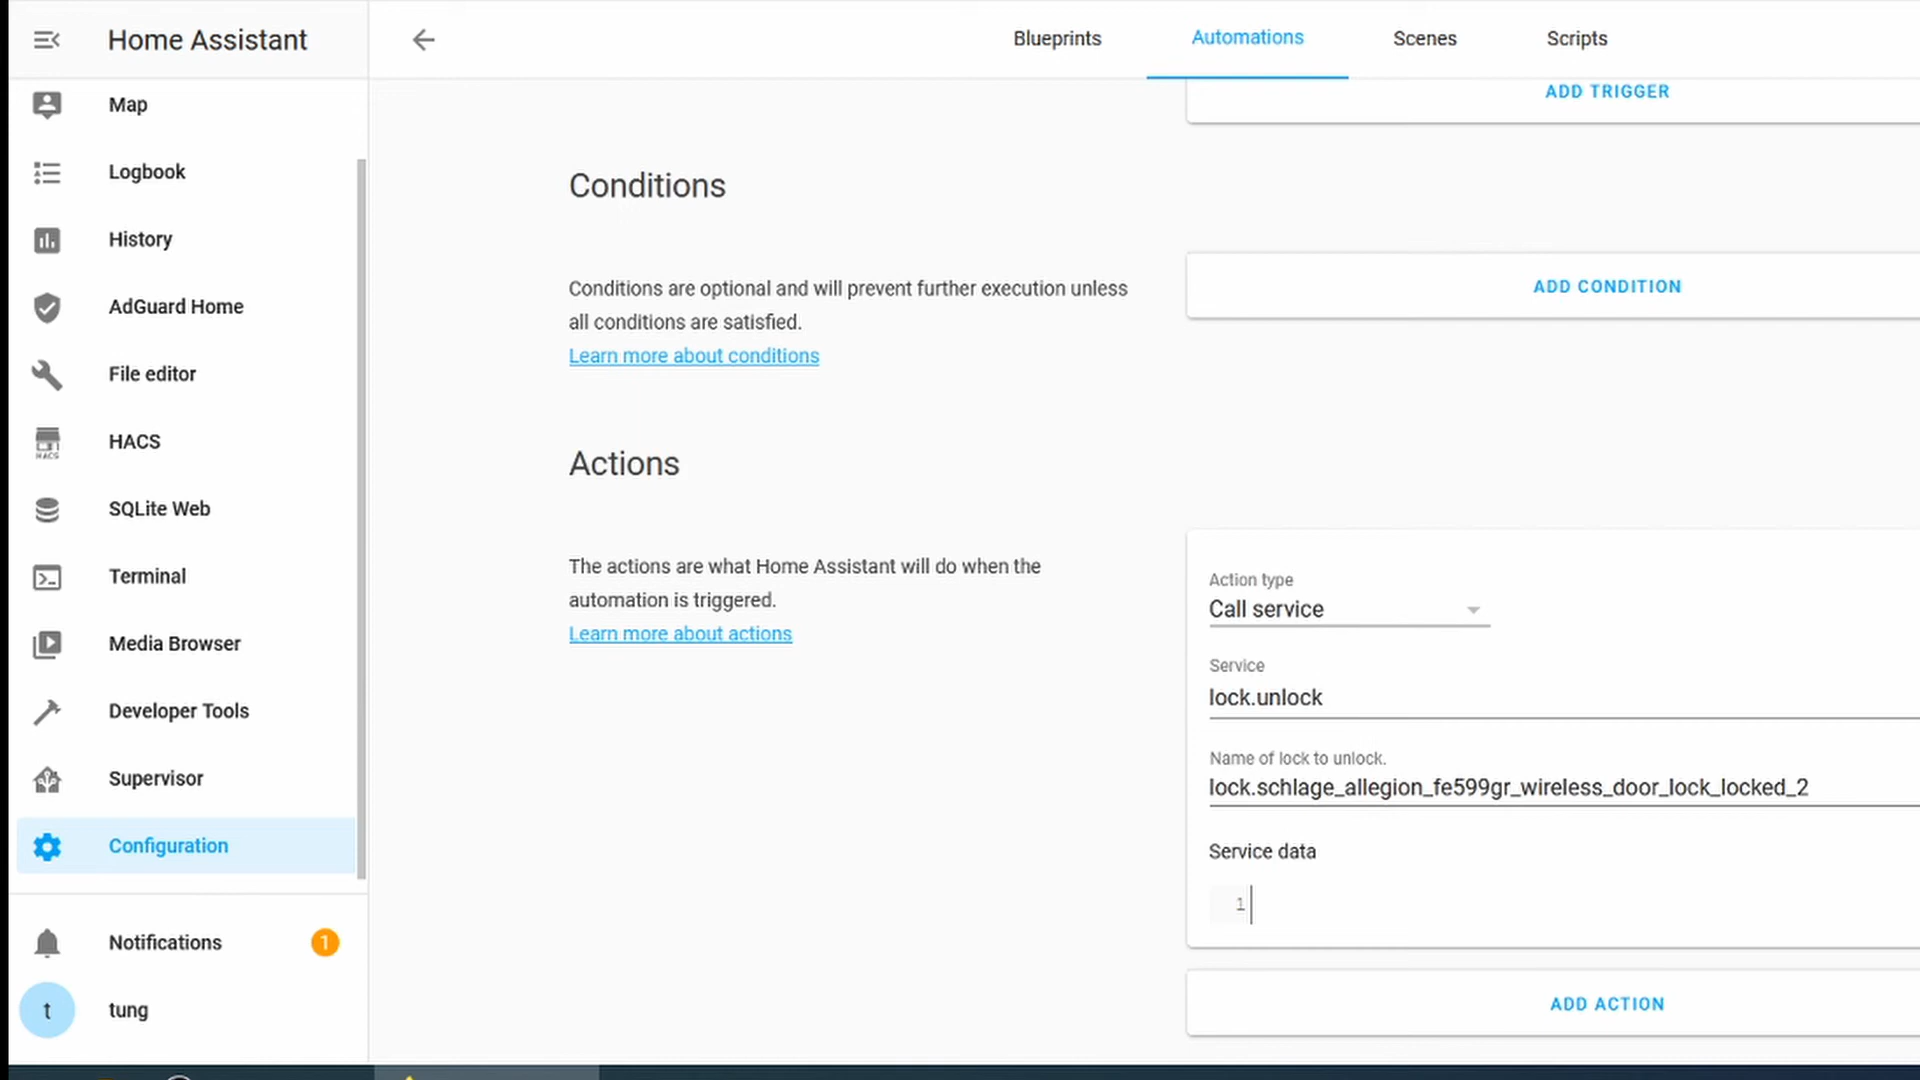 Home Assistant
Map
Logbook
History
AdGuard Home
File editor
HACS
HACS
SQLite Web
Terminal
Media Browser
Developer Tools
Supervisor
Configuration
Notifications
1
t
tung
Blueprints
Automations
Scenes
Scripts
ADD TRIGGER
Conditions
Conditions are optional and will prevent further execution unless
all conditions are satisfied.
Learn more about conditions
ADD CONDITION
Actions
The actions are what Home Assistant will do when the
automation is triggered.
Learn more about actions
Action type
Call service
Service
lock.unlock
Name of lock to unlock.
lock.schlage_allegion_fe599gr_wireless_door_lock_locked_2
Service data
1
ADD ACTION